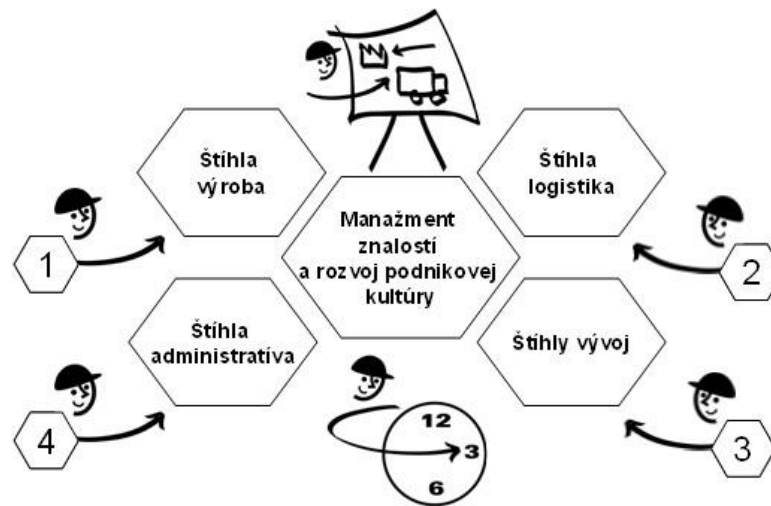 Štíhla
výroba
Štíhla
logistika
Manažment
znalostí
a rozvoj podnikovej
kultúry
1
2
Štíhla
administratíva
Štíhly vývoj
4
3
12
3
6